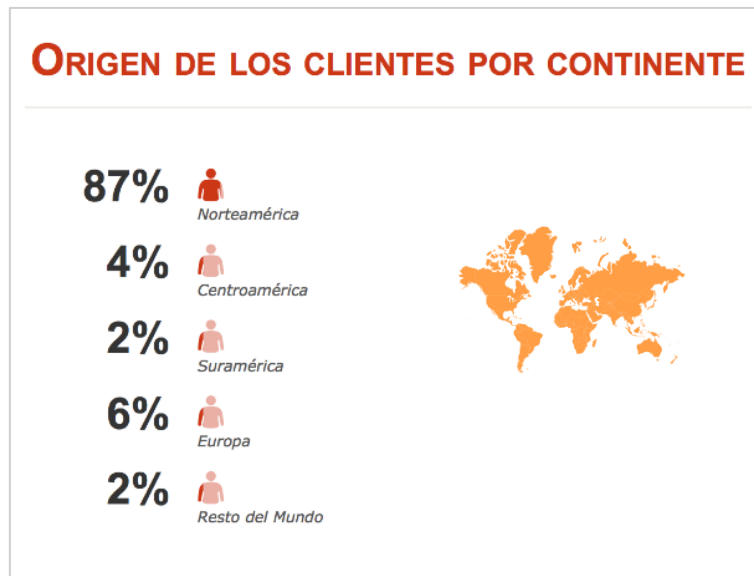 ORIGEN DE LOS CLIENTES POR CONTINENTE
87%
Norteamérica
4%
Centroamérica
2%
Suramérica
6%
Europa
2%
Resto del Mundo